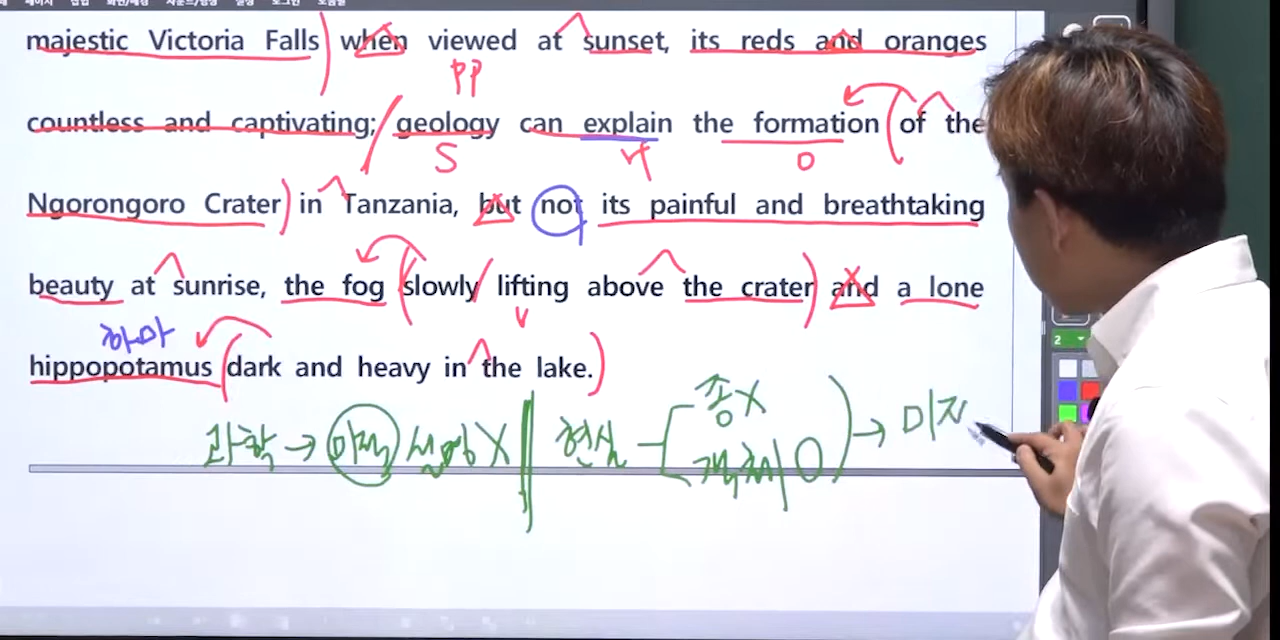 majestic Victoria Falls) when viewed at sunset, its reds and oranges
pp
countless and captivating; / geology can explain the formation (of the
S V O
Ngorongoro Crater) in Tanzania, but not its painful and breathtaking
beauty at sunrise, the fog (slowly / lifting above the crater) and a lone
하마
hippopotamus (dark and heavy in the lake.)
과학 → 미적 설명 X 현실 종X 개체 O → 미적